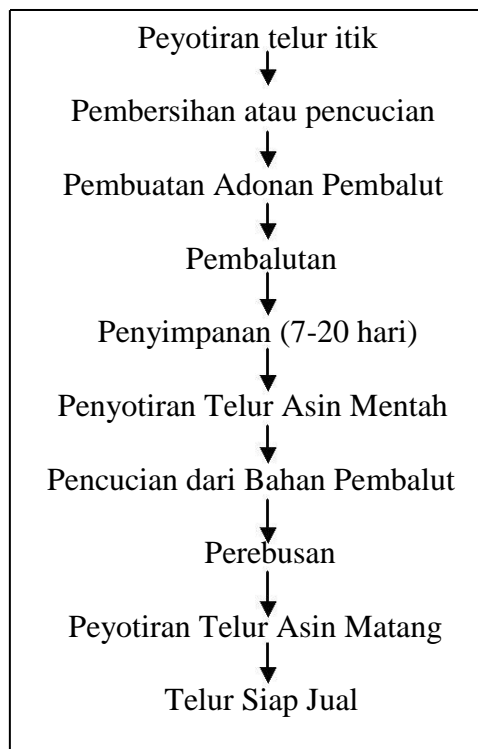 Peyotiran telur itik
Pembersihan atau pencucian
Pembuatan Adonan Pembalut
Pembalutan
Penyimpanan (7-20 hari)
Penyotiran Telur Asin Mentah
Pencucian dari Bahan Pembalut
Perebusan
Peyotiran Telur Asin Matang
Telur Siap Jual